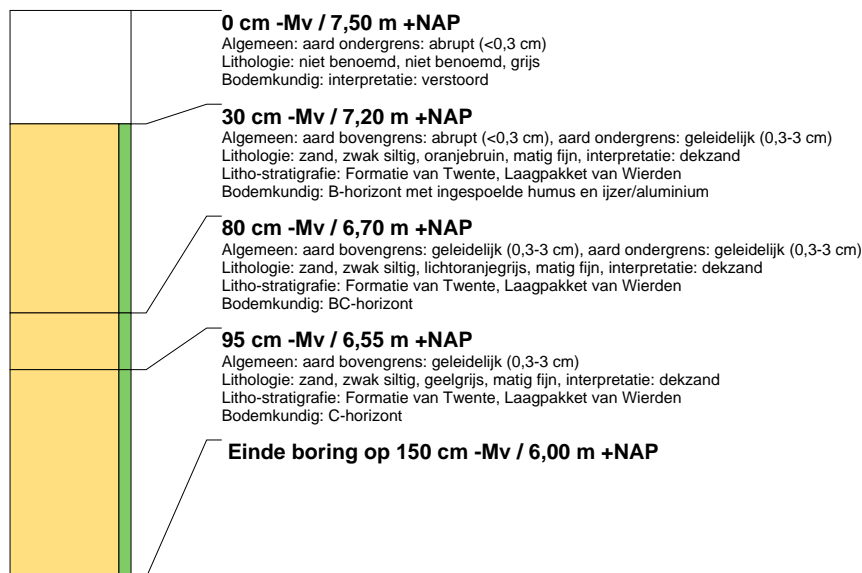 0 cm -Mv / 7,50 m +NAP
Algemeen: aard ondergrens: abrupt (<0,3 cm)
Lithologie: niet benoemd, niet benoemd, grijs
Bodemkundig: interpretatie: verstoord
30 cm -Mv / 7,20 m +NAP
Algemeen: aard bovengrens: abrupt (<0,3 cm), aard ondergrens: geleidelijk (0,3-3 cm)
Lithologie: zand, zwak siltig, oranjebruin, matig fijn, interpretatie: dekzand
Litho-stratigrafie: Formatie van Twente, Laagpakket van Wierden
Bodemkundig: B-horizont met ingespoelde humus en ijzer/aluminium
80 cm -Mv / 6,70 m +NAP
Algemeen: aard bovengrens: geleidelijk (0,3-3 cm), aard ondergrens: geleidelijk (0,3-3 cm)
Lithologie: zand, zwak siltig, lichtoranjegrijs, matig fijn, interpretatie: dekzand
Litho-stratigrafie: Formatie van Twente, Laagpakket van Wierden
Bodemkundig: BC-horizont
95 cm -Mv / 6,55 m +NAP
Algemeen: aard bovengrens: geleidelijk (0,3-3 cm)
Lithologie: zand, zwak siltig, geelgrijs, matig fijn, interpretatie: dekzand
Litho-stratigrafie: Formatie van Twente, Laagpakket van Wierden
Bodemkundig: C-horizont
Einde boring op 150 cm -Mv / 6,00 m +NAP